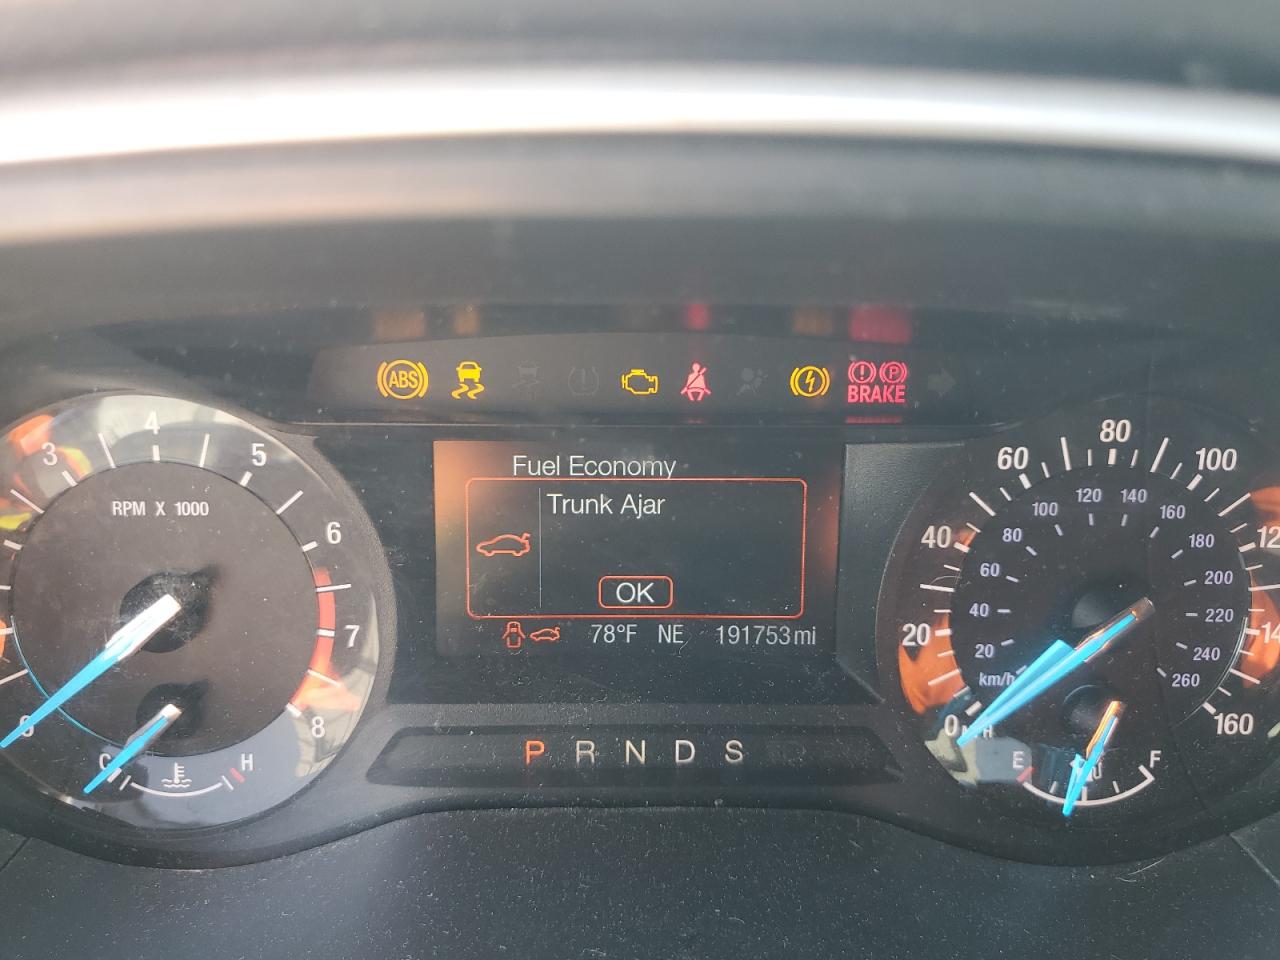 ABS
BRAKE
P
Fuel Economy
Trunk Ajar
OK
78°F NE 191753mi
3 4 5 6 7 8
RPM X 1000
C H
P R N D S
0 20 40 60 80 100 160
20 40 60 80 100 120 140 160 180 200 220 240 260
km/h
E F